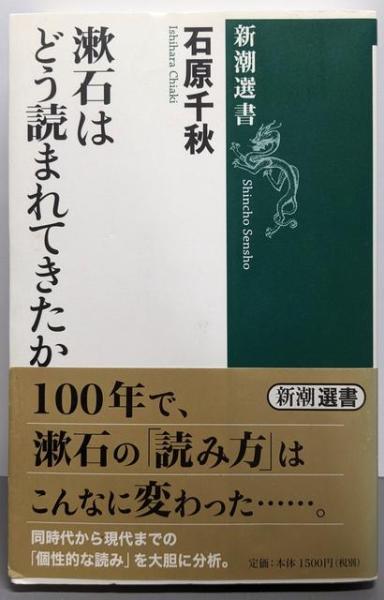 新潮選書
Shincho Sensho
石原千秋
Ishihara Chiaki
漱石は
どう読まれてきたか
100年で、
漱石の「読み方」は
こんなに変わった……。
同時代から現代までの
「個性的な読み」を大胆に分析。
新潮選書
定価：本体1500円（税別）